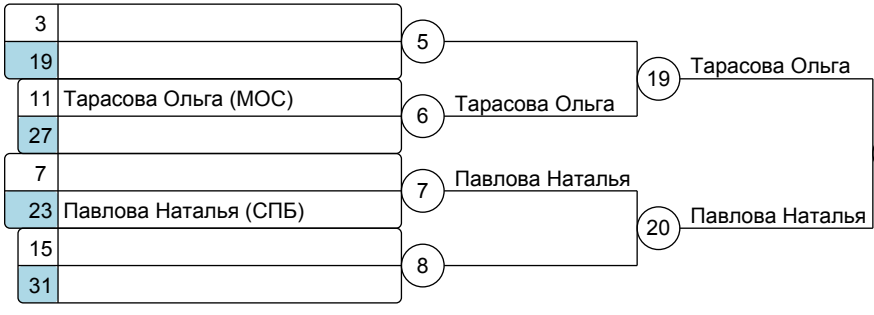 3
5
19
19 Тарасова Ольга
11 Тарасова Ольга (МОС)
6 Тарасова Ольга
27
7
7 Павлова Наталья
23 Павлова Наталья (СПБ)
20 Павлова Наталья
15
8
31